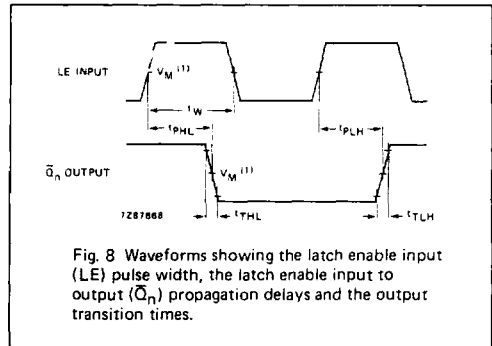 LE INPUT
V_M (1)
t_W
t_PHL
t_PLH
Q̅_n OUTPUT
V_M (1)
7Z87668
t_THL
t_TLH
Fig. 8 Waveforms showing the latch enable input
(LE) pulse width, the latch enable input to
output (Q̅_n) propagation delays and the output
transition times.